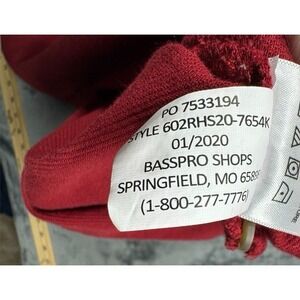 PO 7533194
STYLE 602RHS20-7654K
01/2020
BASSPRO SHOPS
SPRINGFIELD, MO
(1-800-277-7776)